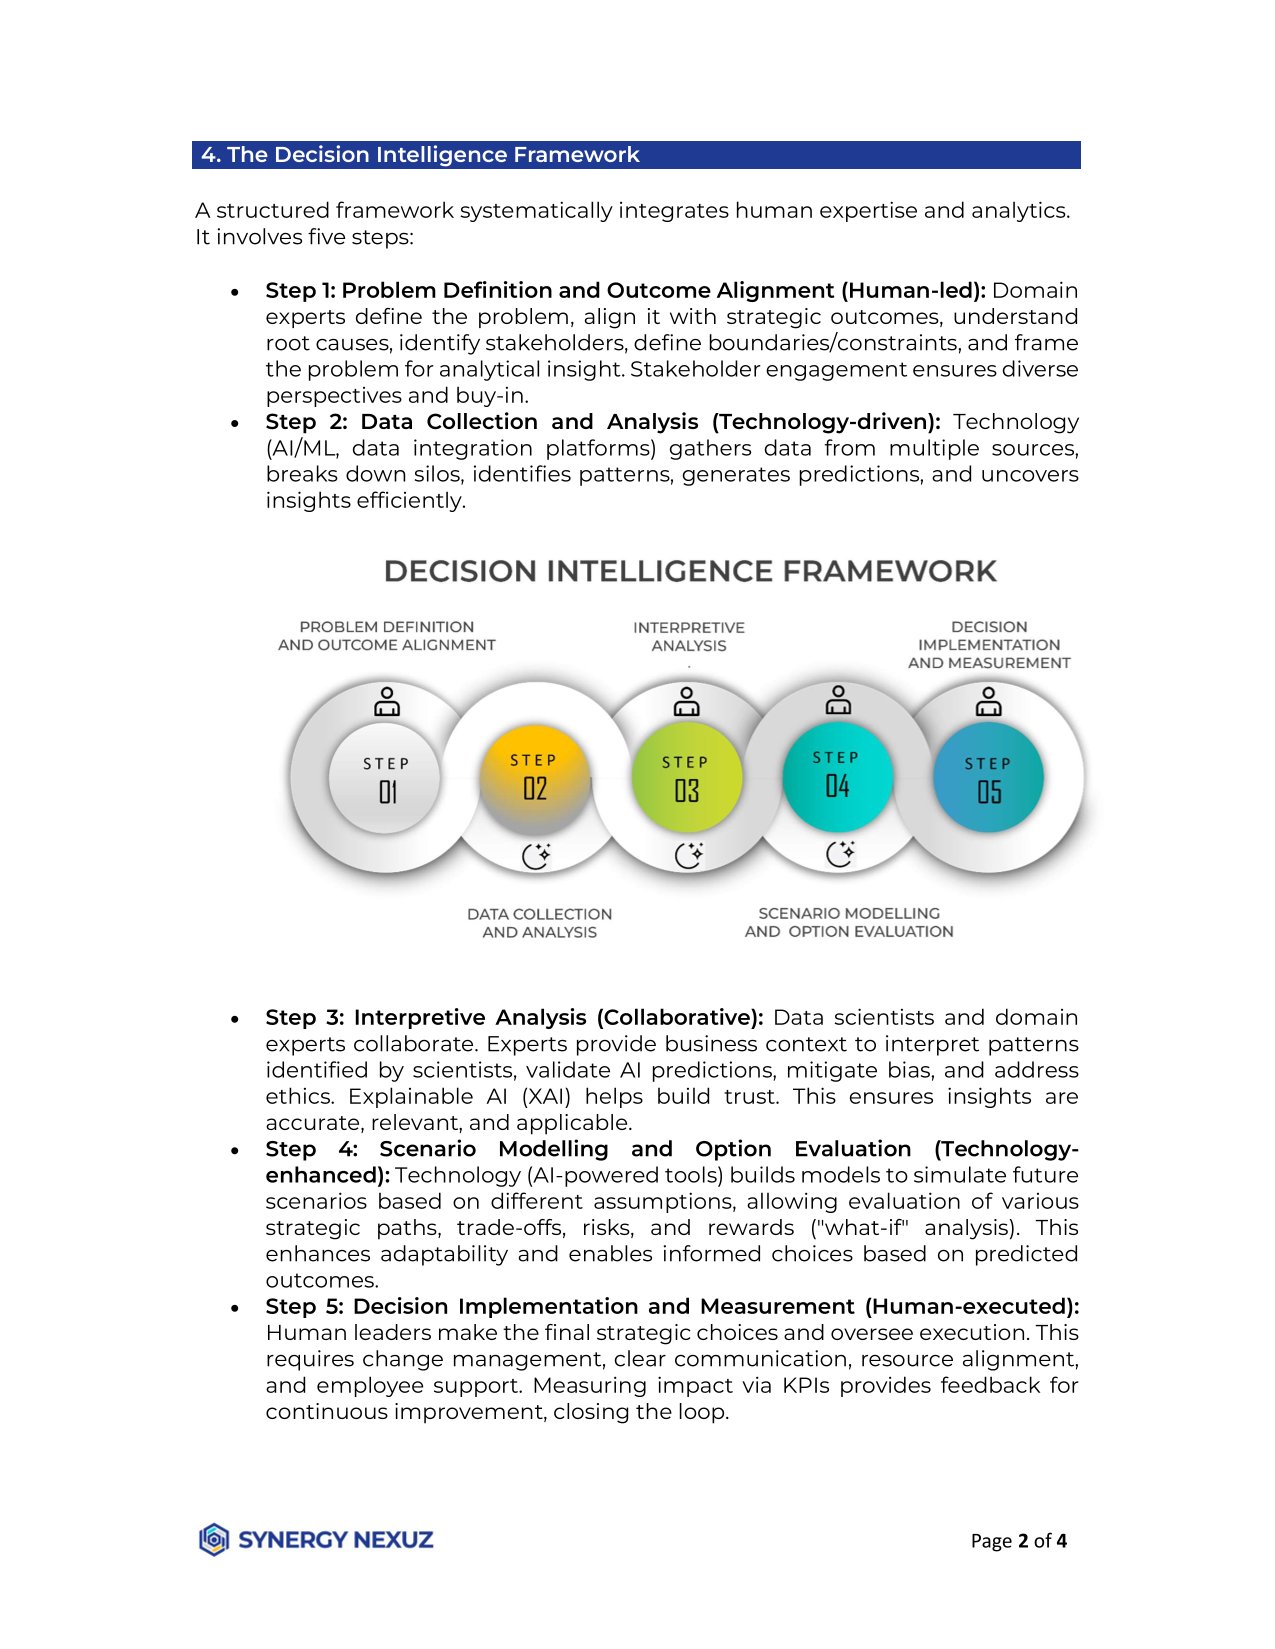 4. The Decision Intelligence Framework
A structured framework systematically integrates human expertise and analytics.
It involves five steps:
• Step 1: Problem Definition and Outcome Alignment (Human-led): Domain
experts define the problem, align it with strategic outcomes, understand
root causes, identify stakeholders, define boundaries/constraints, and frame
the problem for analytical insight. Stakeholder engagement ensures diverse
perspectives and buy-in.
• Step 2: Data Collection and Analysis (Technology-driven): Technology
(AI/ML, data integration platforms) gathers data from multiple sources,
breaks down silos, identifies patterns, generates predictions, and uncovers
insights efficiently.
DECISION INTELLIGENCE FRAMEWORK
PROBLEM DEFINITION
AND OUTCOME ALIGNMENT
INTERPRETIVE
ANALYSIS
.
DECISION
IMPLEMENTATION
AND MEASUREMENT
STEP
01
STEP
02
STEP
03
STEP
04
STEP
05
DATA COLLECTION
AND ANALYSIS
SCENARIO MODELLING
AND OPTION EVALUATION
• Step 3: Interpretive Analysis (Collaborative): Data scientists and domain
experts collaborate. Experts provide business context to interpret patterns
identified by scientists, validate AI predictions, mitigate bias, and address
ethics. Explainable AI (XAI) helps build trust. This ensures insights are
accurate, relevant, and applicable.
• Step 4: Scenario Modelling and Option Evaluation (Technology-
enhanced): Technology (AI-powered tools) builds models to simulate future
scenarios based on different assumptions, allowing evaluation of various
strategic paths, trade-offs, risks, and rewards ("what-if" analysis). This
enhances adaptability and enables informed choices based on predicted
outcomes.
• Step 5: Decision Implementation and Measurement (Human-executed):
Human leaders make the final strategic choices and oversee execution. This
requires change management, clear communication, resource alignment,
and employee support. Measuring impact via KPIs provides feedback for
continuous improvement, closing the loop.
SYNERGY NEXUZ
Page 2 of 4